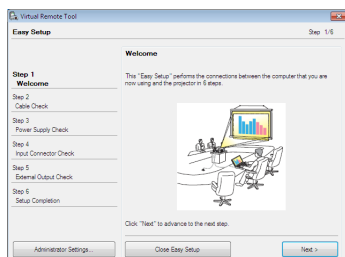 Virtual Remote Tool
Easy Setup
Step 1/6
Welcome
Step 1
Welcome
Step 2
Cable Check
Step 3
Power Supply Check
Step 4
Input Connector Check
Step 5
External Output Check
Step 6
Setup Completion
This "Easy Setup" performs the connections between the computer that you are
now using and the projector in 6 steps.
Click "Next" to advance to the next step.
Administrator Settings...
Close Easy Setup
Next >